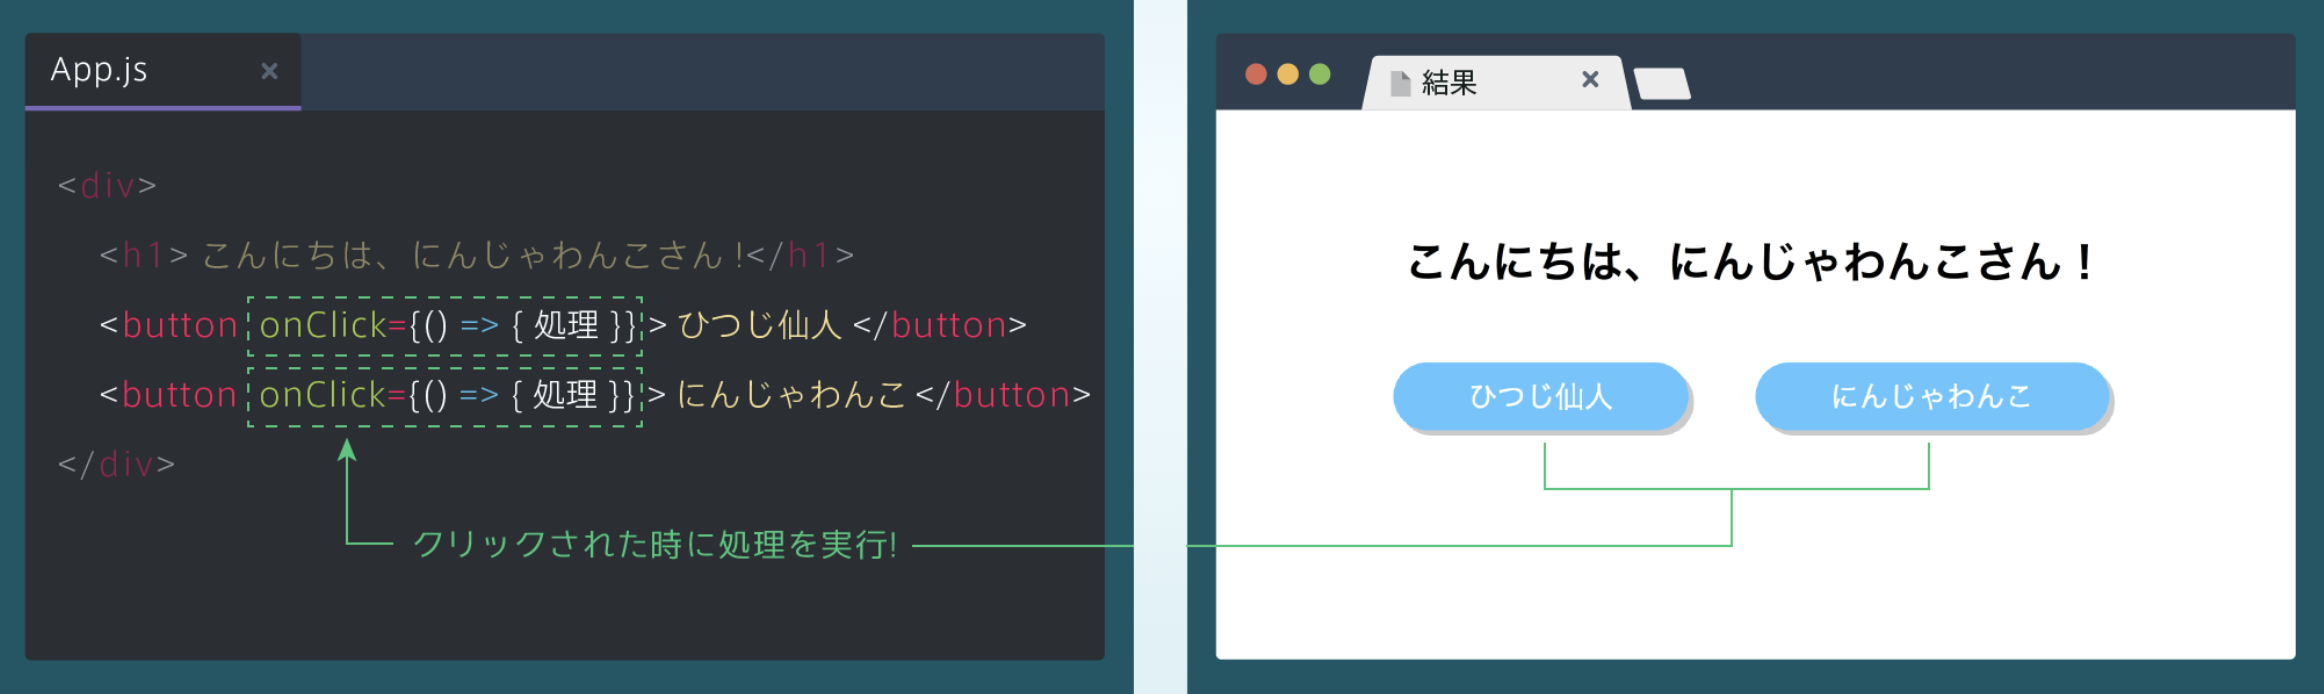 App.js
<div>
<h1> こんにちは、にんじゃわんこさん !</h1>
<button onClick={() => { 処理 }}> ひつじ仙人 </button>
<button onClick={() => { 処理 }}> にんじゃわんこ </button>
</div>
クリックされた時に処理を実行!
結果
こんにちは、にんじゃわんこさん！
ひつじ仙人
にんじゃわんこ